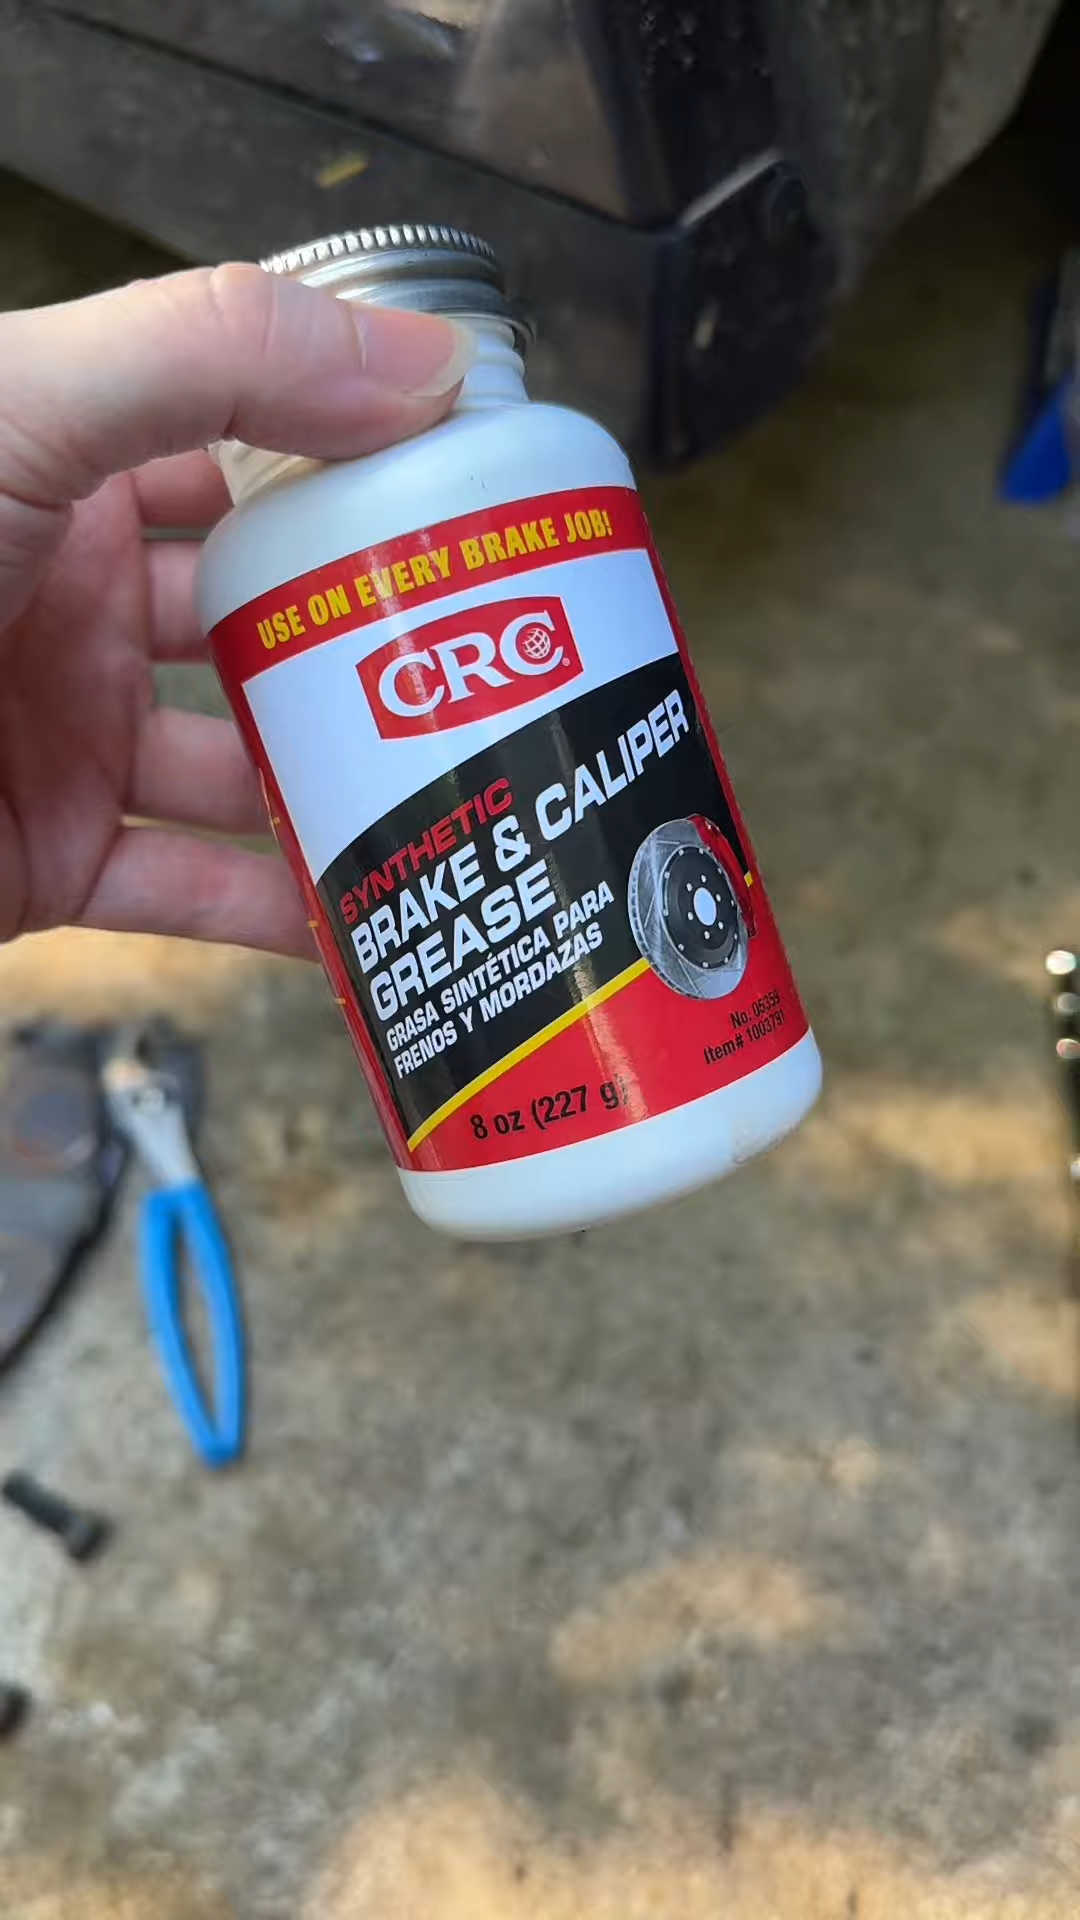 USE ON EVERY BRAKE JOB!
CRC
SYNTHETIC
BRAKE & CALIPER
GREASE
GRASA SINTÉTICA PARA
FRENOS Y MORDAZAS
No. 05359
Item# 1003791
8 oz (227 g)